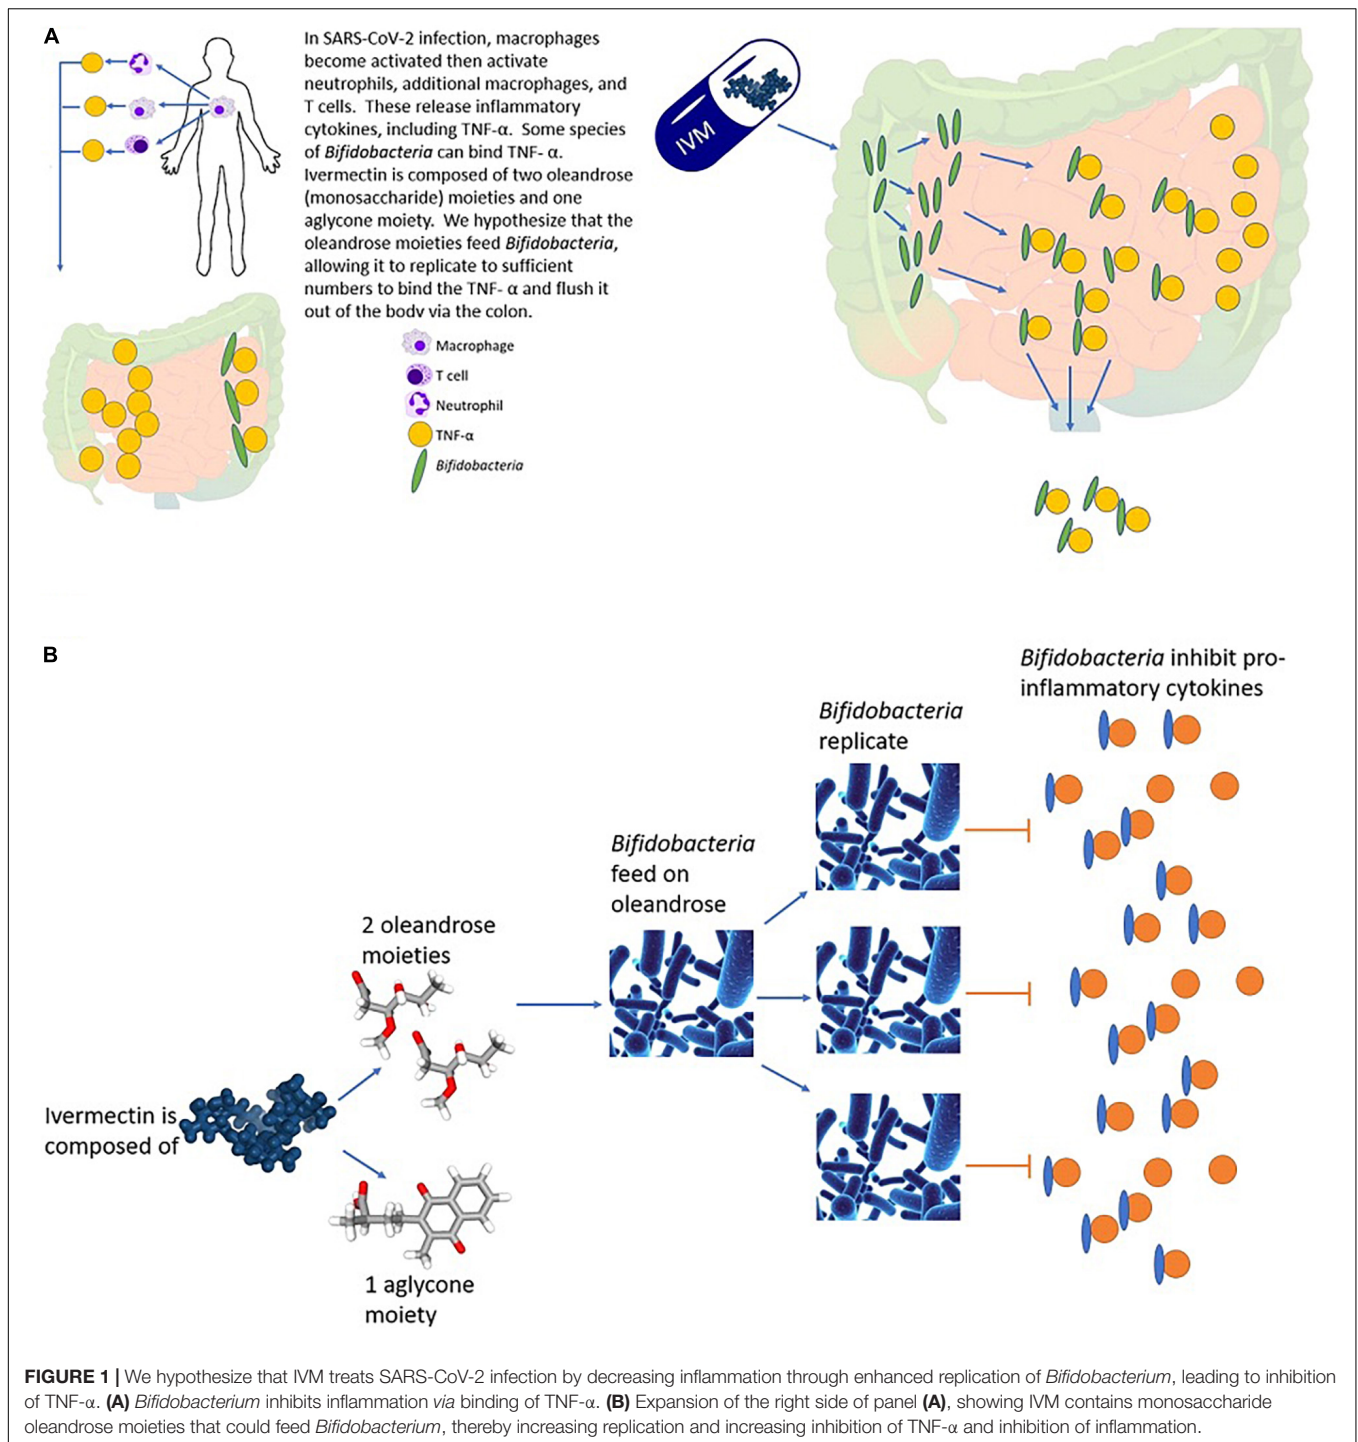 A
In SARS-CoV-2 infection, macrophages
become activated then activate
neutrophils, additional macrophages, and
T cells.  These release inflammatory
cytokines, including TNF-α.  Some species
of Bifidobacteria can bind TNF- α.
Ivermectin is composed of two oleandrose
(monosaccharide) moieties and one
aglycone moiety.  We hypothesize that the
oleandrose moieties feed Bifidobacteria,
allowing it to replicate to sufficient
numbers to bind the TNF- α and flush it
out of the body via the colon.
Macrophage
T cell
Neutrophil
TNF-α
Bifidobacteria
IVM
B
Bifidobacteria inhibit pro-
inflammatory cytokines
Bifidobacteria
replicate
Bifidobacteria
feed on
oleandrose
2 oleandrose
moieties
Ivermectin is
composed of
1 aglycone
moiety
FIGURE 1 | We hypothesize that IVM treats SARS-CoV-2 infection by decreasing inflammation through enhanced replication of Bifidobacterium, leading to inhibition
of TNF-α. (A) Bifidobacterium inhibits inflammation via binding of TNF-α. (B) Expansion of the right side of panel (A), showing IVM contains monosaccharide
oleandrose moieties that could feed Bifidobacterium, thereby increasing replication and increasing inhibition of TNF-α and inhibition of inflammation.